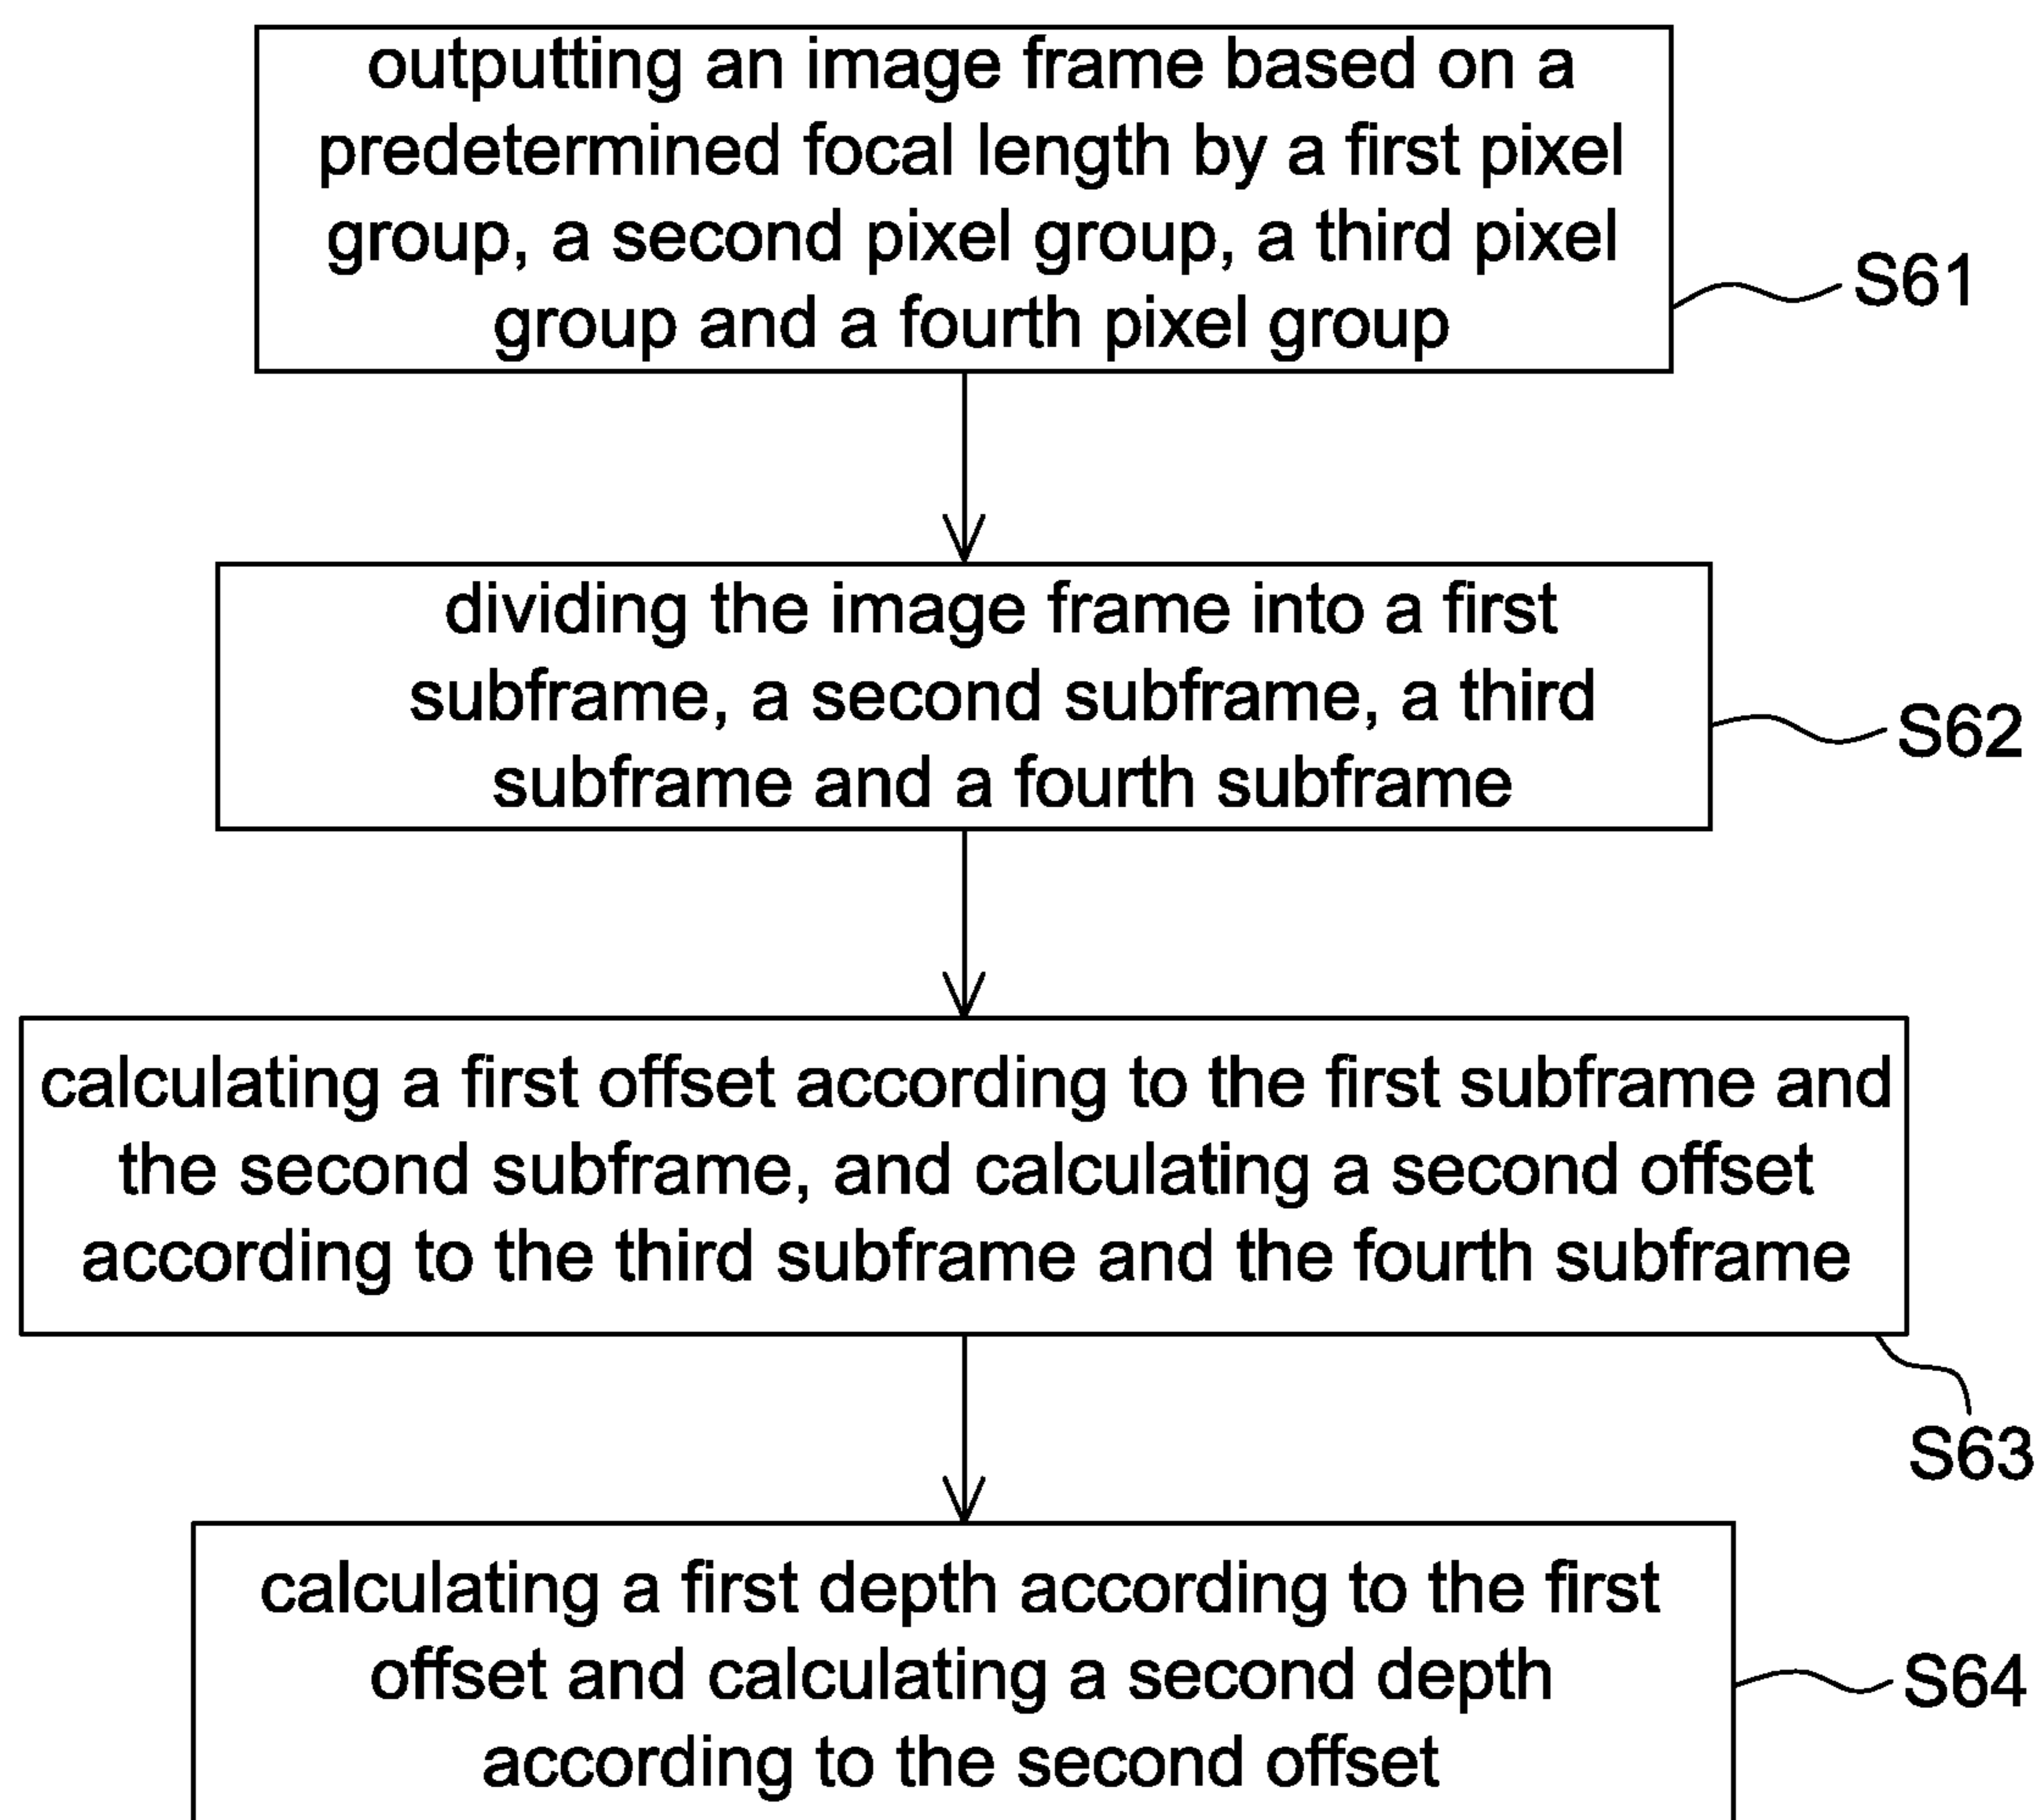 outputting an image frame based on a
predetermined focal length by a first pixel
group, a second pixel group, a third pixel
group and a fourth pixel group
S61
dividing the image frame into a first
subframe, a second subframe, a third
subframe and a fourth subframe
S62
calculating a first offset according to the first subframe and
the second subframe, and calculating a second offset
according to the third subframe and the fourth subframe
S63
calculating a first depth according to the first
offset and calculating a second depth
according to the second offset
S64